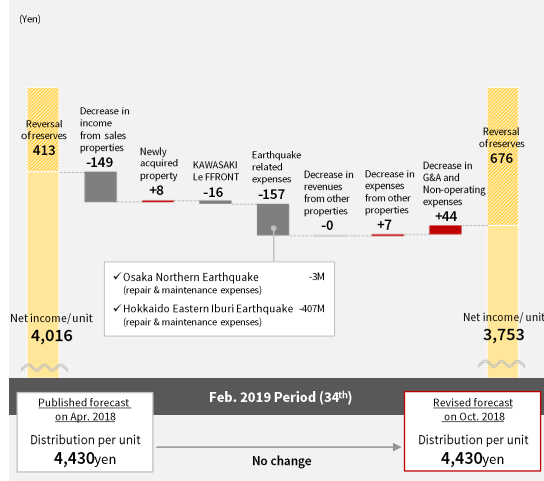 (Yen)
Reversal
of reserves
413
Decrease in
income
from sales
properties
-149
Newly
acquired
property
+8
KAWASAKI
Le FFRONT
-16
Earthquake
related
expenses
-157
Decrease in
revenues
from other
properties
-0
Decrease in
expenses
from other
properties
+7
Decrease in
G&A and
Non-operating
expenses
+44
Reversal
of reserves
676
✓ Osaka Northern Earthquake -3M
(repair & maintenance expenses)
✓ Hokkaido Eastern Iburi Earthquake -407M
(repair & maintenance expenses)
Net income/unit
4,016
Net income/unit
3,753
Feb. 2019 Period (34th)
Published forecast
on Apr. 2018
Distribution per unit
4,430yen
No change
Revised forecast
on Oct. 2018
Distribution per unit
4,430yen